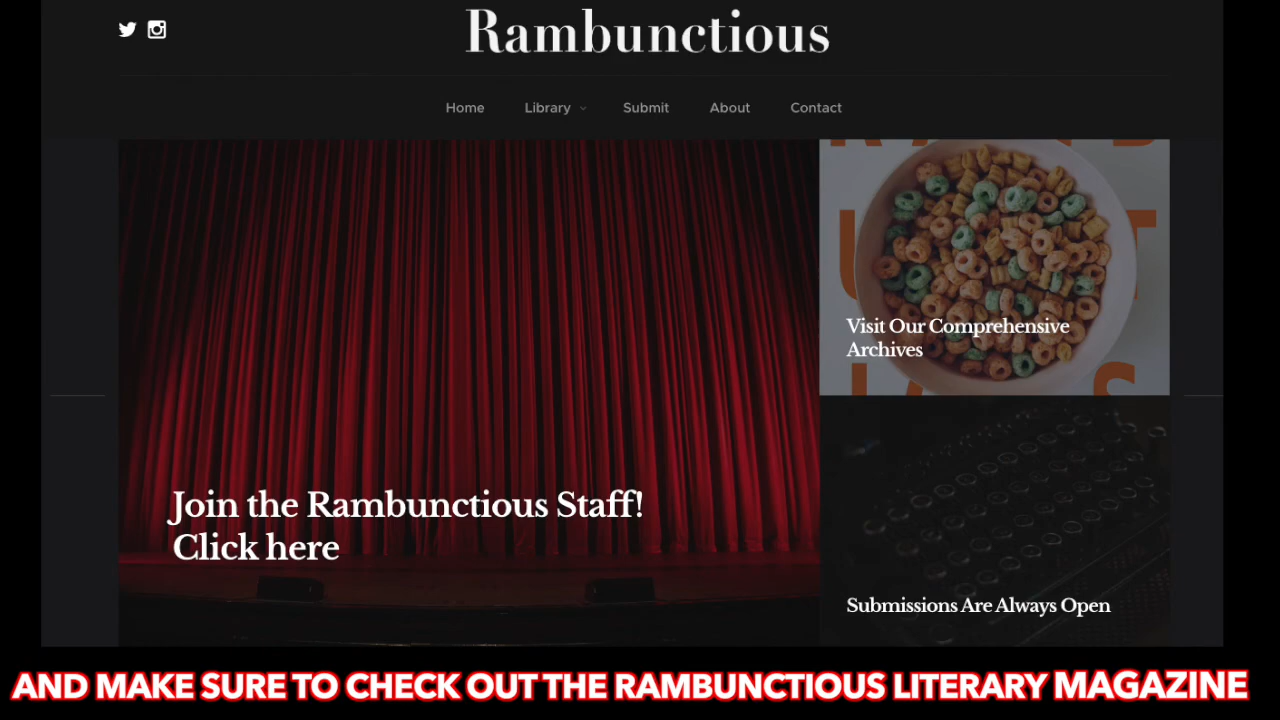 Rambunctious
Home Library Submit About Contact
Join the Rambunctious Staff!
Click here
Visit Our Comprehensive
Archives
Submissions Are Always Open
AND MAKE SURE TO CHECK OUT THE RAMBUNCTIOUS LITERARY MAGAZINE